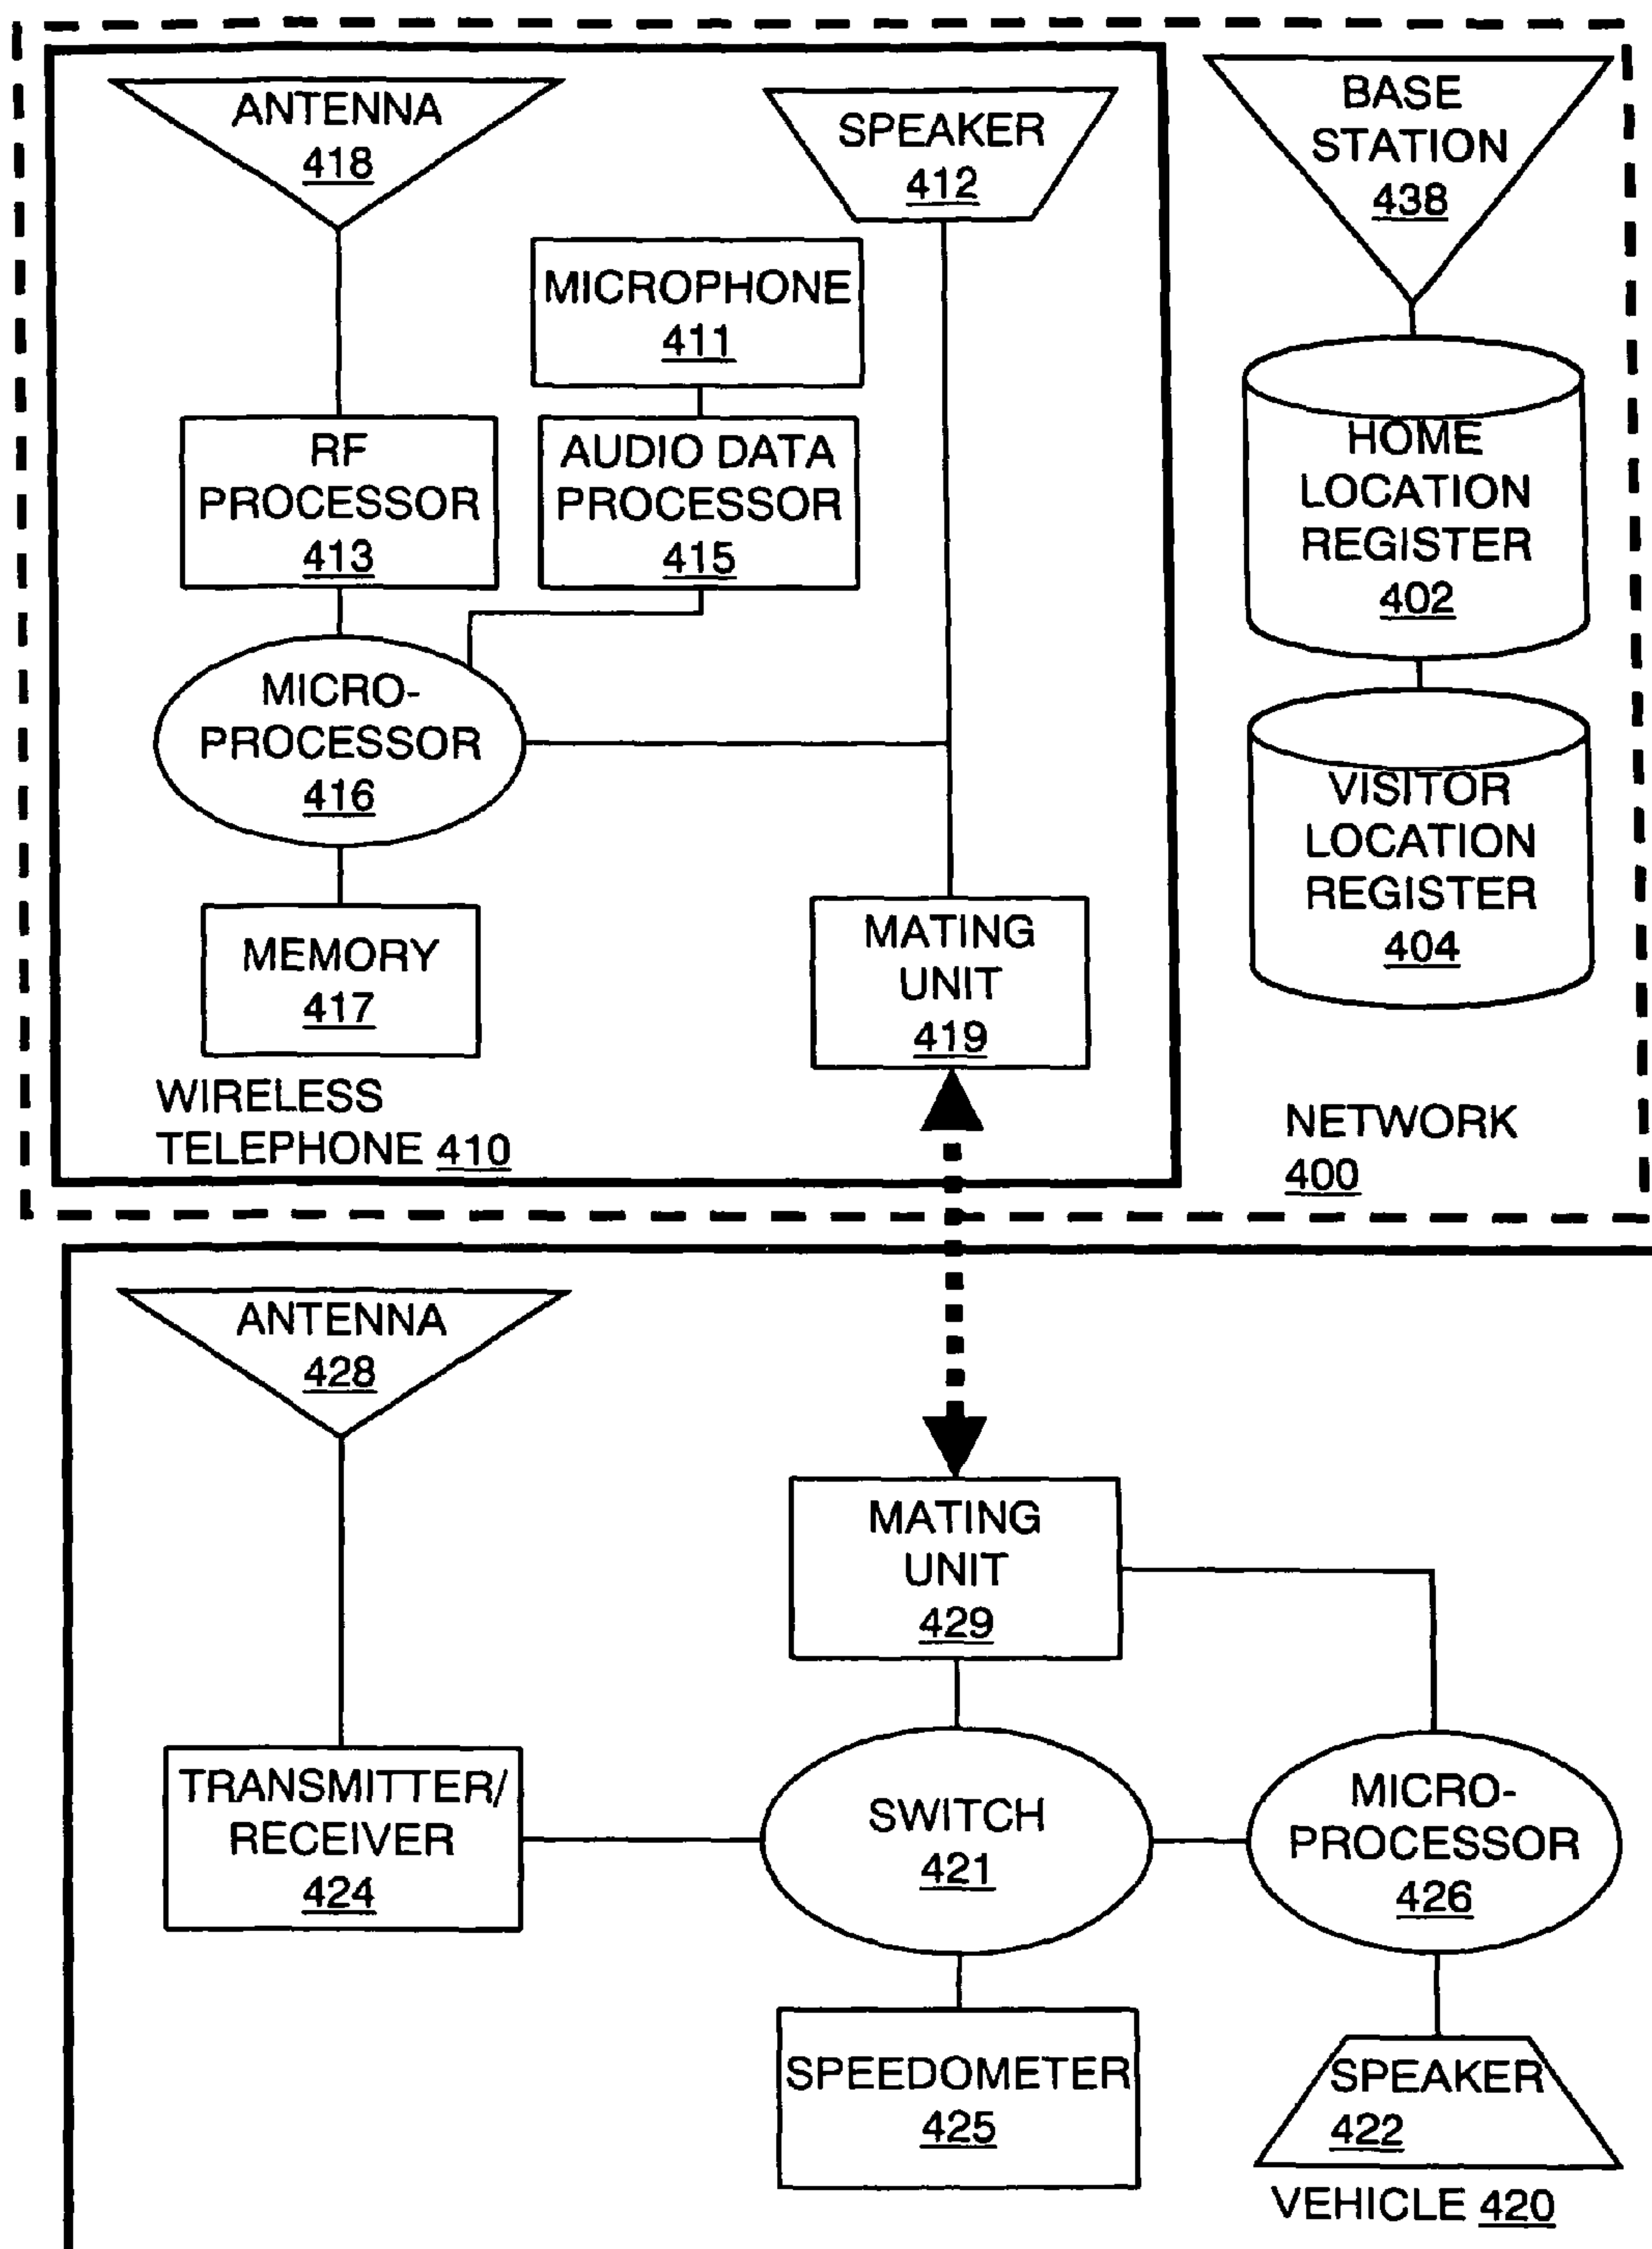 ANTENNA
418
SPEAKER
412
BASE
STATION
438
MICROPHONE
411
RF
PROCESSOR
413
AUDIO DATA
PROCESSOR
415
HOME
LOCATION
REGISTER
402
MICRO-
PROCESSOR
416
VISITOR
LOCATION
REGISTER
404
MEMORY
417
MATING
UNIT
419
WIRELESS
TELEPHONE 410
NETWORK
400
ANTENNA
428
MATING
UNIT
429
TRANSMITTER/
RECEIVER
424
SWITCH
421
MICRO-
PROCESSOR
426
SPEEDOMETER
425
SPEAKER
422
VEHICLE 420